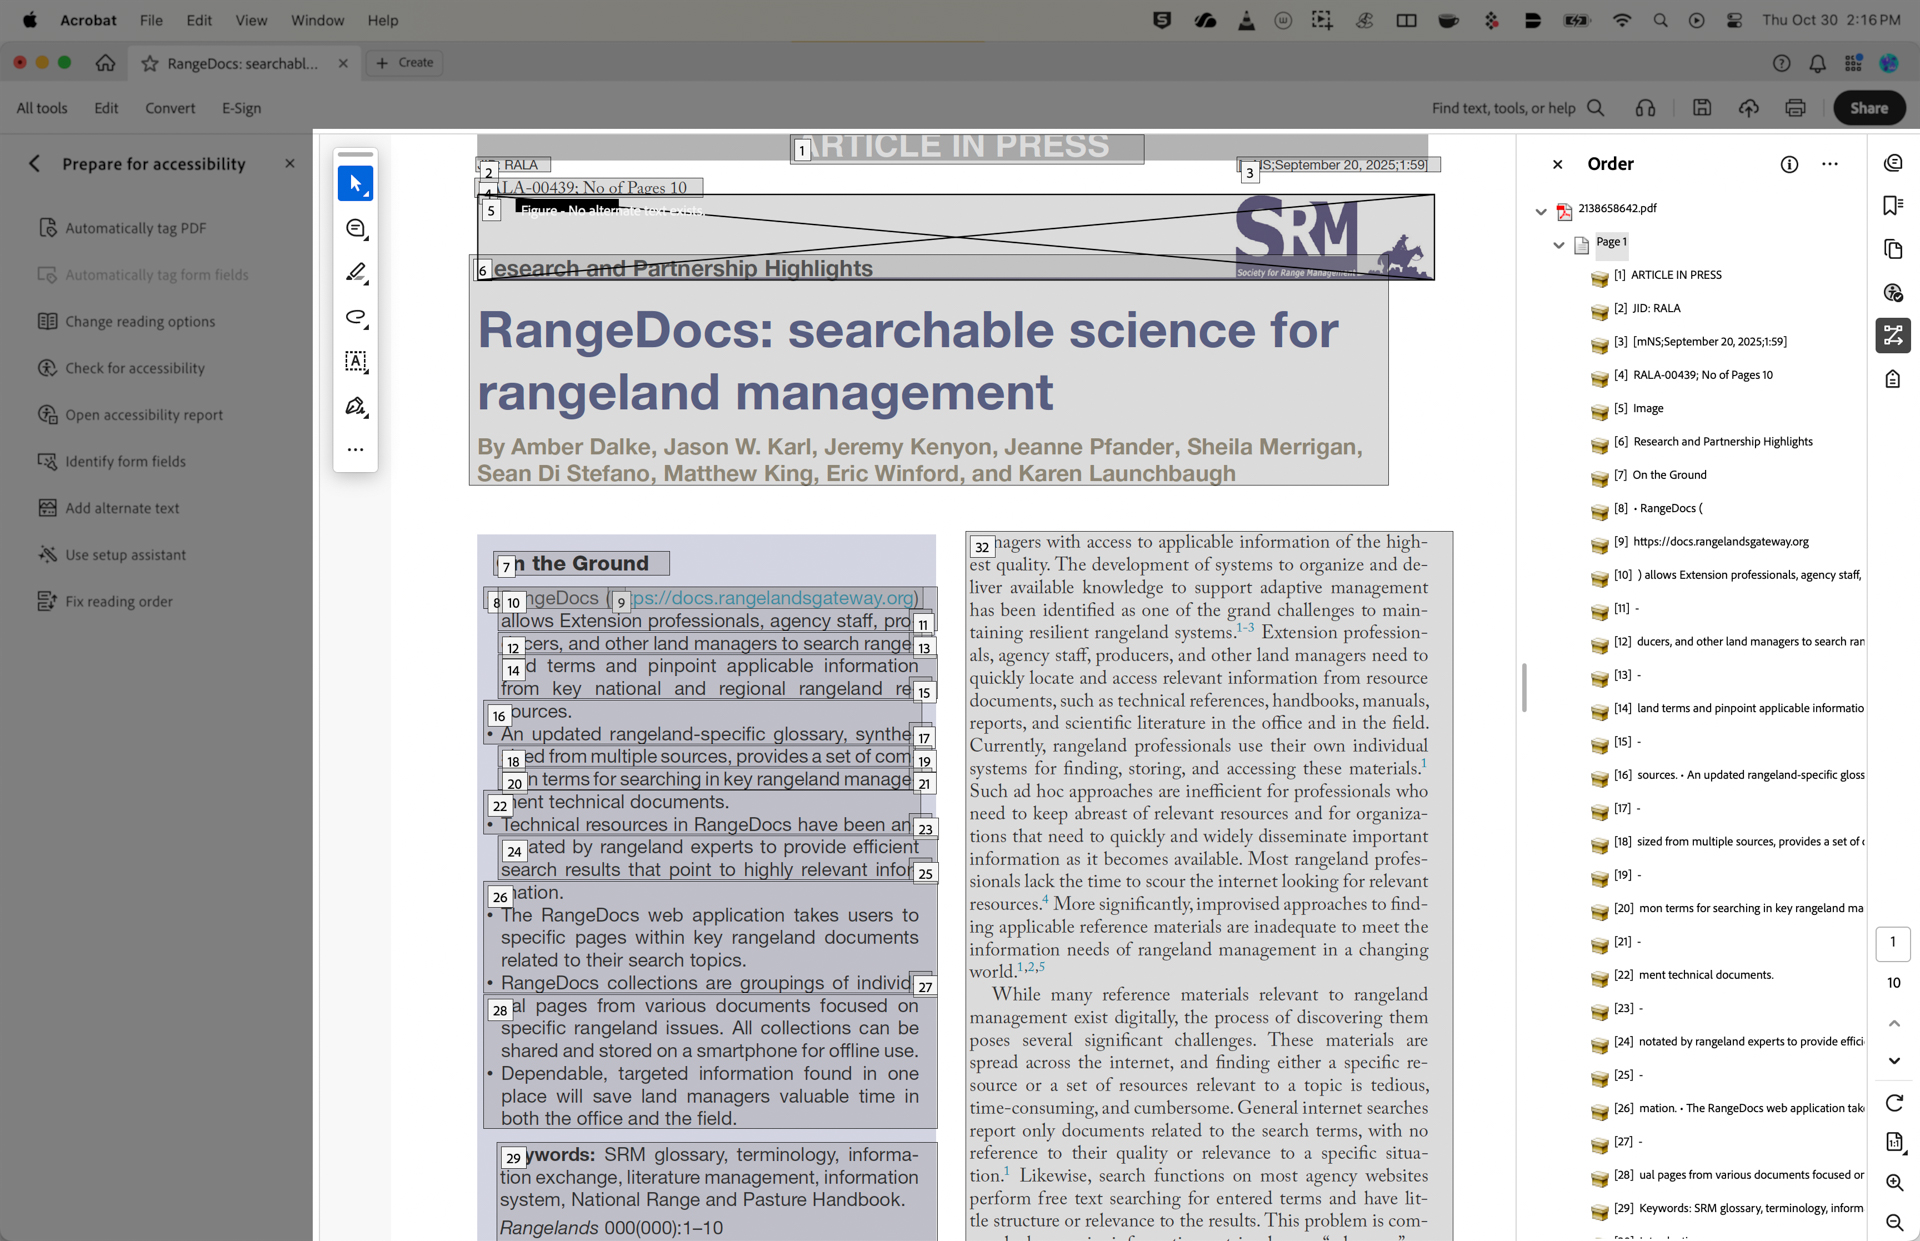 Acrobat File Edit View Window Help
Thu Oct 30 2:16 PM
RangeDocs: searchabl...
Create
All tools Edit Convert E-Sign
Find text, tools, or help
Share
Prepare for accessibility
Automatically tag PDF
Automatically tag form fields
Change reading options
Check for accessibility
Open accessibility report
Identify form fields
Add alternate text
Use setup assistant
Fix reading order
1 ARTICLE IN PRESS
2 JID: RALA
3 NS;September 20, 2025;1:59]
4 ALA-00439; No of Pages 10
5 Figure - No alternate text exists.
SRM
Society for Range Management
6 esearch and Partnership Highlights
RangeDocs: searchable science for
rangeland management
By Amber Dalke, Jason W. Karl, Jeremy Kenyon, Jeanne Pfander, Sheila Merrigan,
Sean Di Stefano, Matthew King, Eric Winford, and Karen Launchbaugh
7 n the Ground
8 10 ngeDocs ( 9 tps://docs.rangelandsgateway.org)
allows Extension professionals, agency staff, pro 11
12 cers, and other land managers to search range 13
14 d terms and pinpoint applicable information
from key national and regional rangeland re 15
16 ources.
• An updated rangeland-specific glossary, synthe 17
18 ed from multiple sources, provides a set of com 19
20 n terms for searching in key rangeland manage 21
22 ment technical documents.
• Technical resources in RangeDocs have been an 23
24 ated by rangeland experts to provide efficient
search results that point to highly relevant infor 25
26 mation.
• The RangeDocs web application takes users to
specific pages within key rangeland documents
related to their search topics.
• RangeDocs collections are groupings of individ 27
28 al pages from various documents focused on
specific rangeland issues. All collections can be
shared and stored on a smartphone for offline use.
• Dependable, targeted information found in one
place will save land managers valuable time in
both the office and the field.
29 ywords: SRM glossary, terminology, informa-
tion exchange, literature management, information
system, National Range and Pasture Handbook.
Rangelands 000(000):1–10
32 nagers with access to applicable information of the high-
est quality. The development of systems to organize and de-
liver available knowledge to support adaptive management
has been identified as one of the grand challenges to main-
taining resilient rangeland systems.1-3 Extension profession-
als, agency staff, producers, and other land managers need to
quickly locate and access relevant information from resource
documents, such as technical references, handbooks, manuals,
reports, and scientific literature in the office and in the field.
Currently, rangeland professionals use their own individual
systems for finding, storing, and accessing these materials.1
Such ad hoc approaches are inefficient for professionals who
need to keep abreast of relevant resources and for organiza-
tions that need to quickly and widely disseminate important
information as it becomes available. Most rangeland profes-
sionals lack the time to scour the internet looking for relevant
resources.4 More significantly, improvised approaches to find-
ing applicable reference materials are inadequate to meet the
information needs of rangeland management in a changing
world.1,2,5
While many reference materials relevant to rangeland
management exist digitally, the process of discovering them
poses several significant challenges. These materials are
spread across the internet, and finding either a specific re-
source or a set of resources relevant to a topic is tedious,
time-consuming, and cumbersome. General internet searches
report only documents related to the search terms, with no
reference to their quality or relevance to a specific situa-
tion.1 Likewise, search functions on most agency websites
perform free text searching for entered terms and have lit-
tle structure or relevance to the results. This problem is com-
Order
2138658642.pdf
Page 1
[1] ARTICLE IN PRESS
[2] JID: RALA
[3] [mNS;September 20, 2025;1:59]
[4] RALA-00439; No of Pages 10
[5] Image
[6] Research and Partnership Highlights
[7] On the Ground
[8] • RangeDocs (
[9] https://docs.rangelandsgateway.org
[10] ) allows Extension professionals, agency staff,
[11] -
[12] ducers, and other land managers to search ran
[13] -
[14] land terms and pinpoint applicable informatio
[15] -
[16] sources. • An updated rangeland-specific gloss
[17] -
[18] sized from multiple sources, provides a set of c
[19] -
[20] mon terms for searching in key rangeland ma
[21] -
[22] ment technical documents.
[23] -
[24] notated by rangeland experts to provide effici
[25] -
[26] mation. • The RangeDocs web application tak
[27] -
[28] ual pages from various documents focused or
[29] Keywords: SRM glossary, terminology, inform
1
10